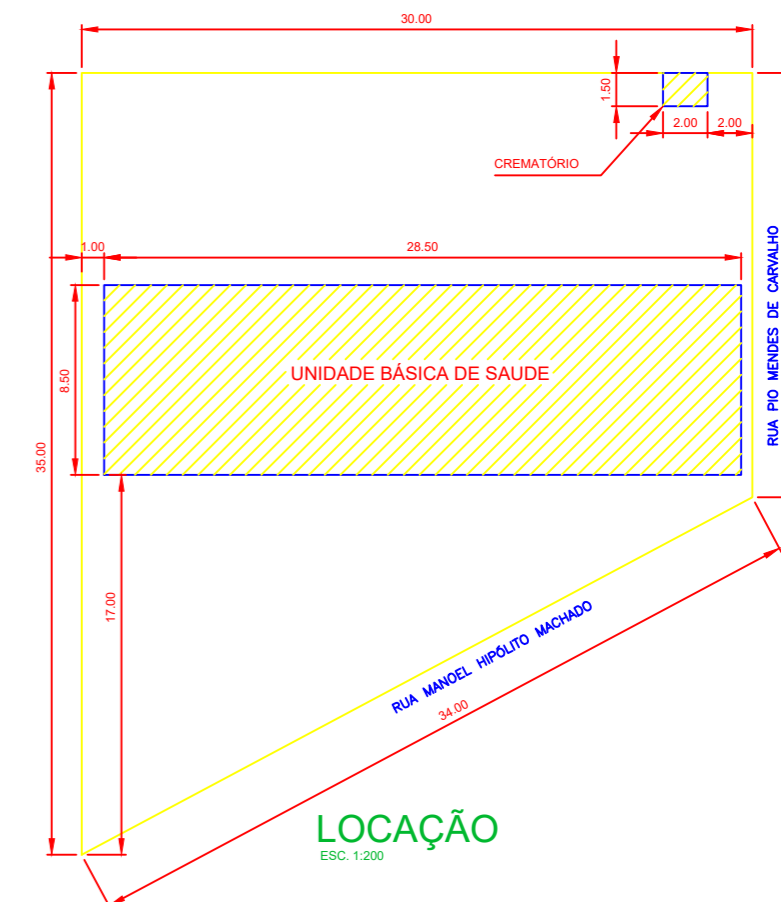 30.00
1.50
2.00
2.00
CREMATÓRIO
1.00
28.50
RUA PIO MENDES DE CARVALHO
UNIDADE BÁSICA DE SAUDE
8.50
35.00
17.00
RUA MANOEL HIPÓLITO MACHADO
34.00
LOCAÇÃO
ESC. 1:200